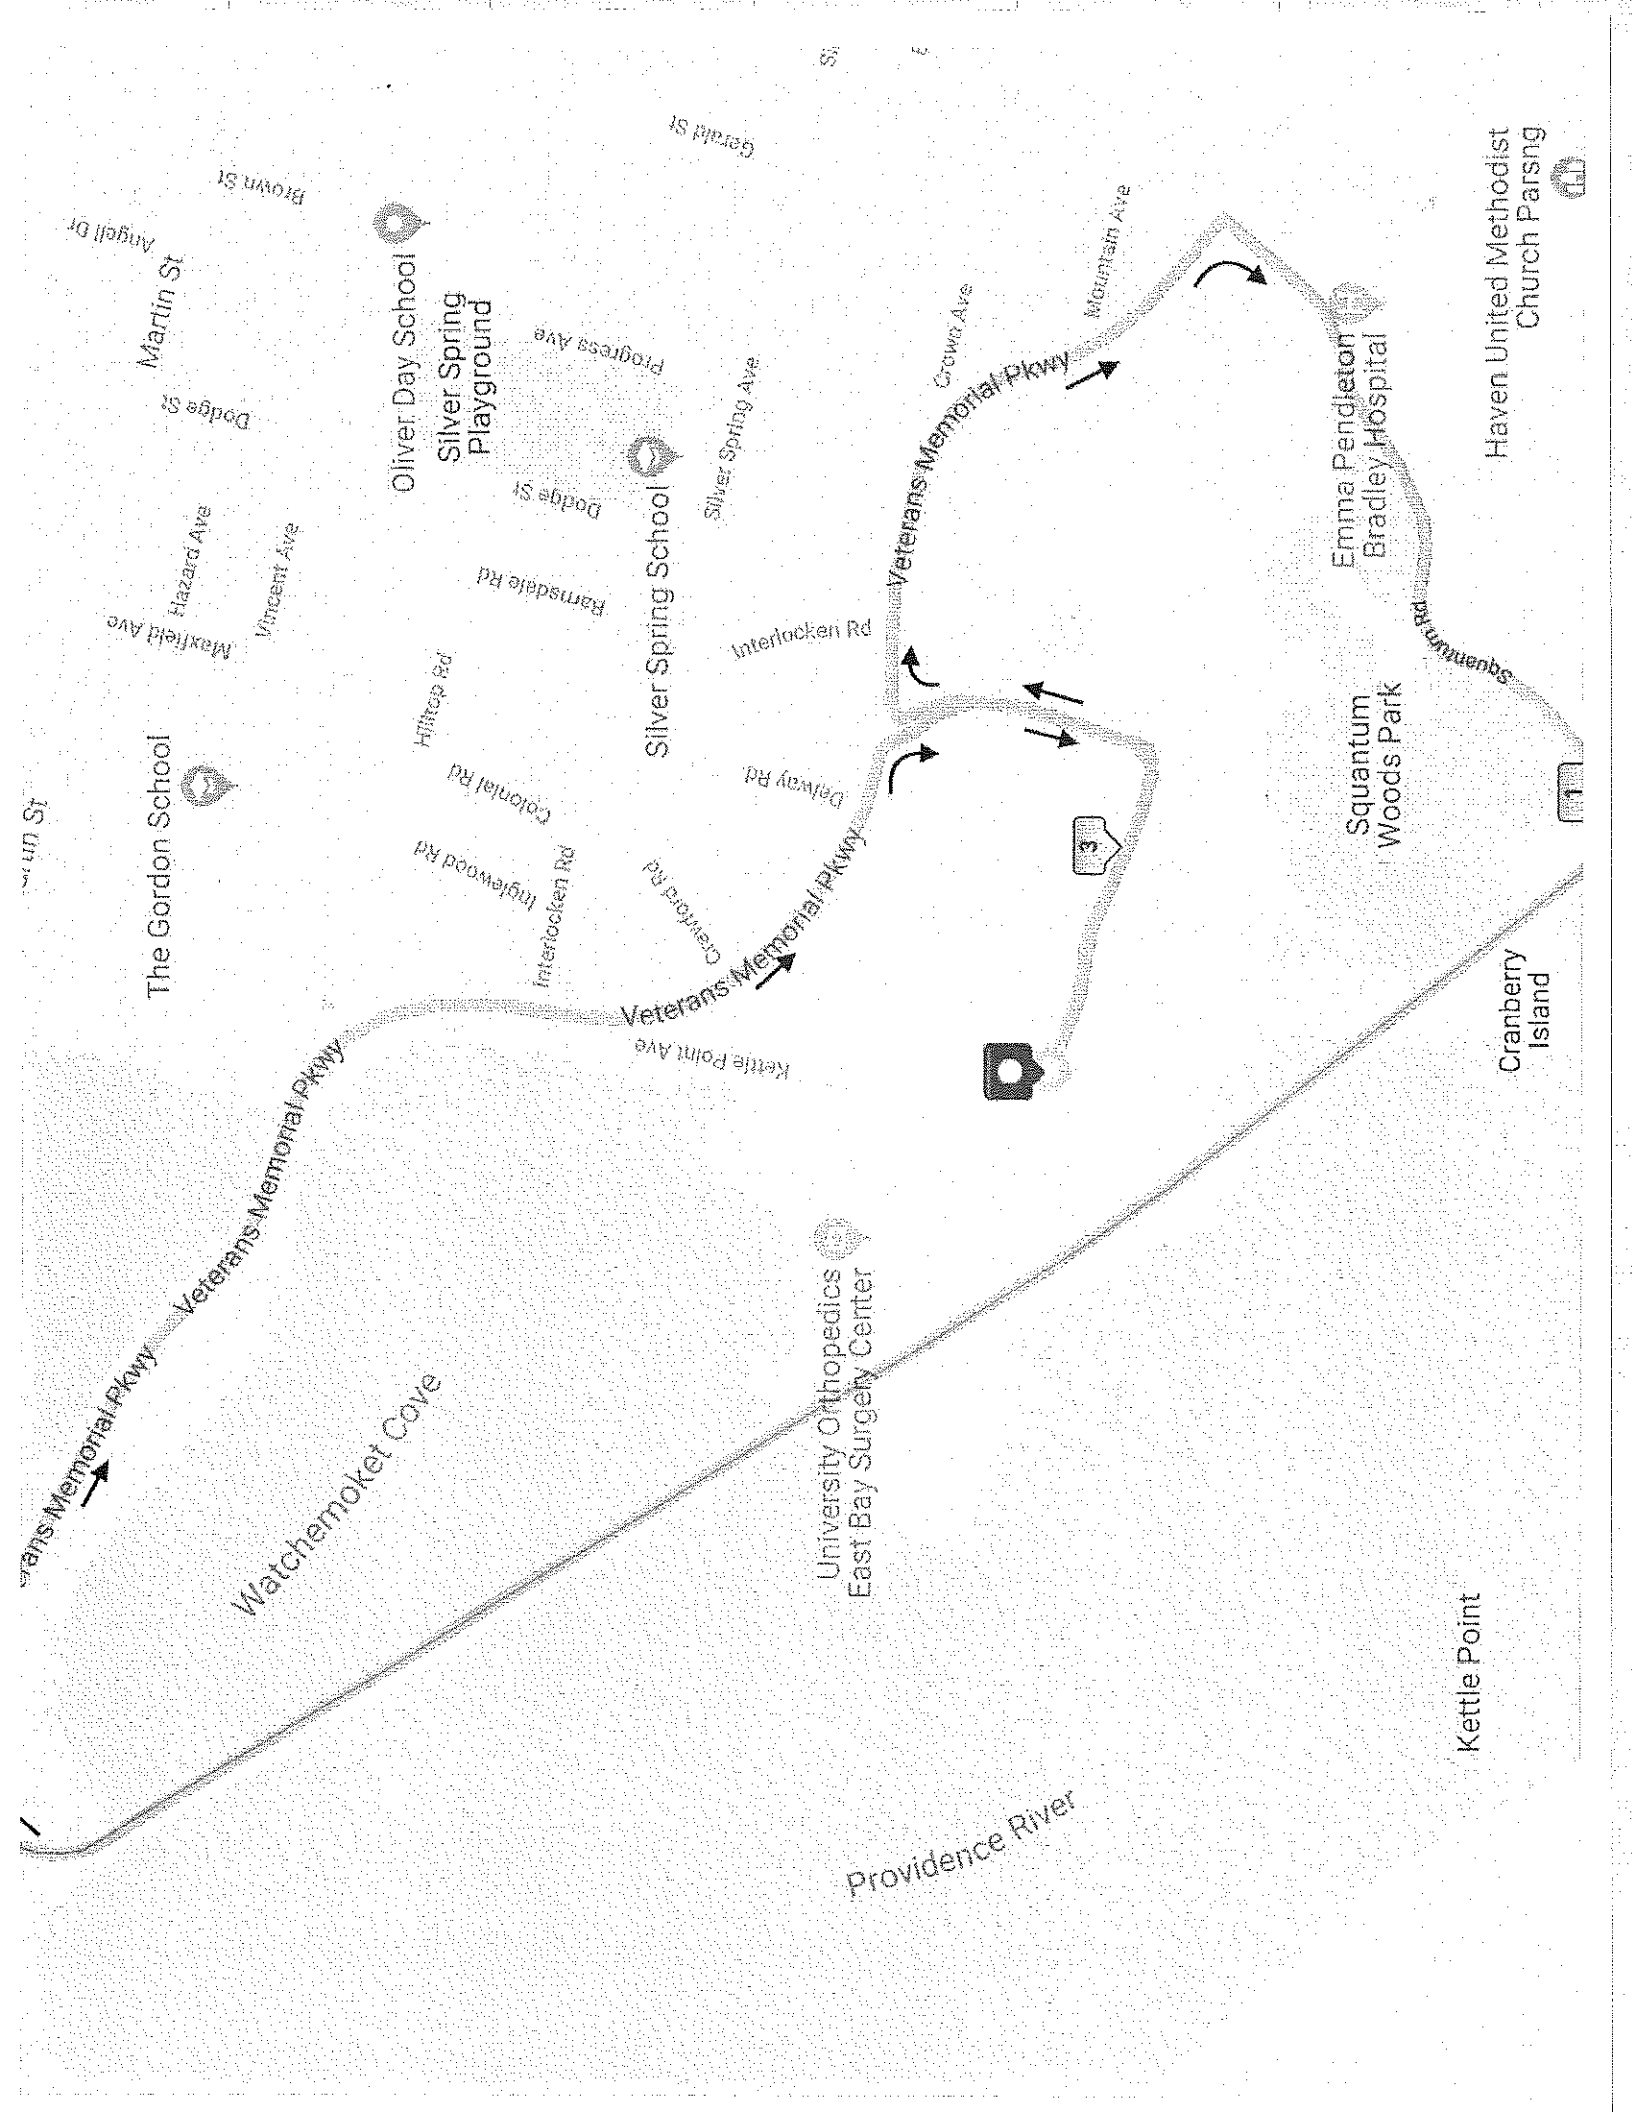 Gerald St
Brown St
Angell Dr
Martin St
Dodge St
Oliver Day School
Silver Spring
Playground
Progress Ave
Silver Spring Ave
Dodge St
Silver Spring School
Barnsdale Rd
Hazard Ave
Vincent Ave
Maxfield Ave
The Gordon School
Hilltop Rd
Colonial Rd
Inglewood Rd
Interlocken Rd
Crawford Rd
Delway Rd
Interlocken Rd
Crown Ave
Mountain Ave
Veterans Memorial Pkwy
Veterans Memorial Pkwy
Haven United Methodist
Church Parsng
Emma Pendleton
Bradley Hospital
Squantum Rd
Squantum
Woods Park
1
3
Veterans Memorial Pkwy
Veterans Memorial Pkwy
Veterans Memorial Pkwy
Kettle Point Ave
Memorial Pkwy
Watchemoket Cove
University Orthopedics
East Bay Surgery Center
Cranberry
Island
Kettle Point
Providence River